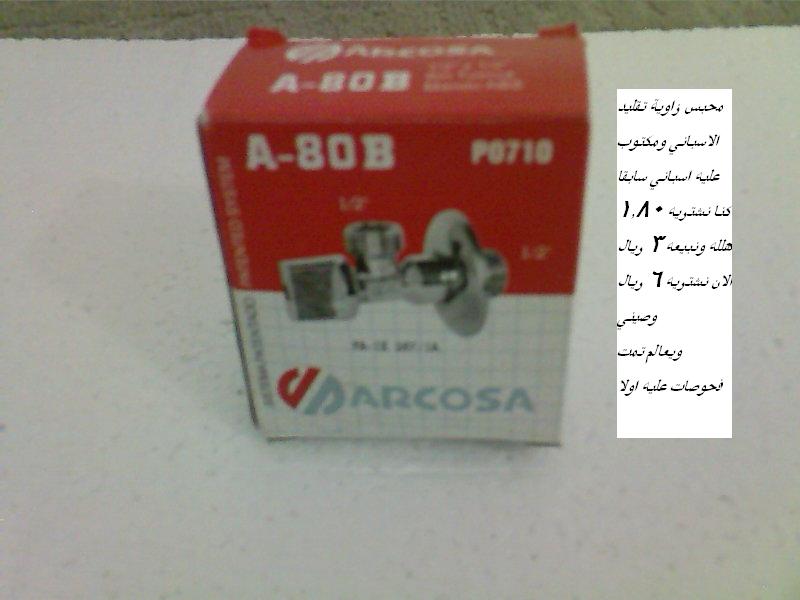 ARCOSA
A-80B
A-80B
P0710
1/2"
1/2"
ARCOSA
محبس زاوية تقليد
الاسباني ومكتوب
علية اسباني سابقا
كنا نشترية ١,٨٠
هللة ونبيعة ٣ ريال
الان نشترية ٦ ريال
وصيني
ويعالم تمت
فحوصات علية اولا